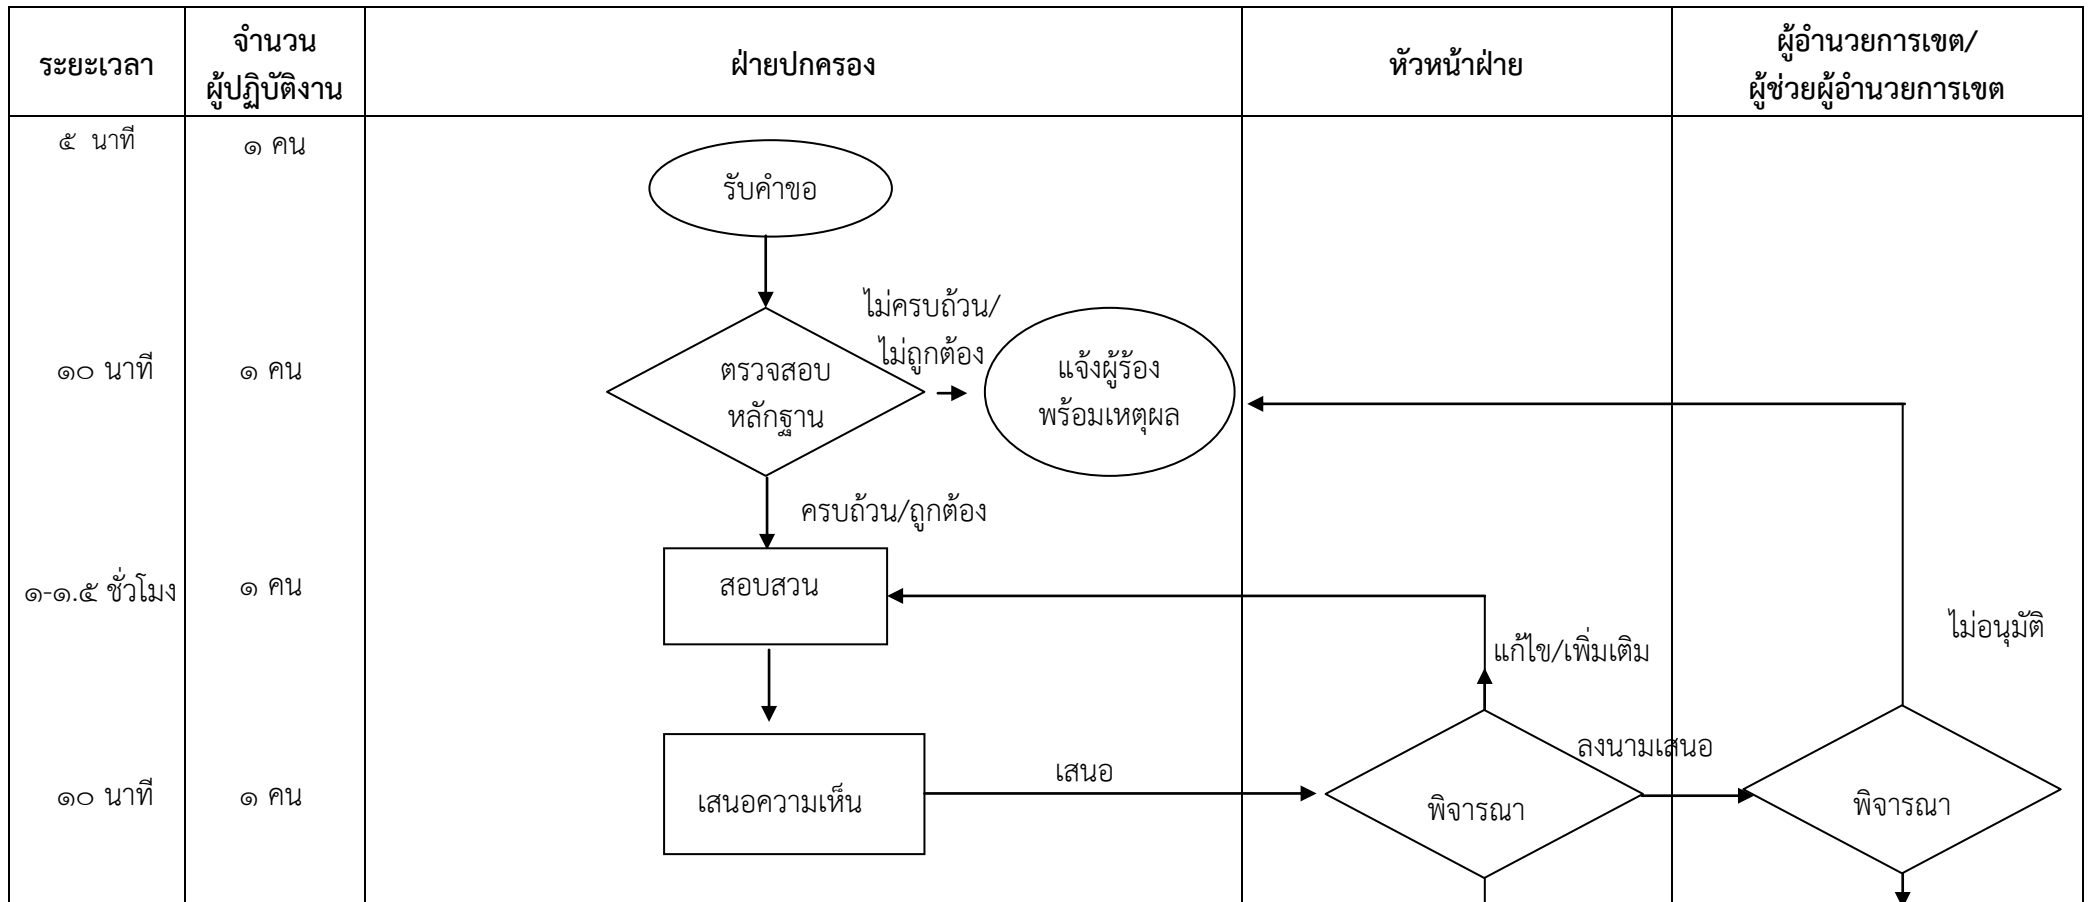 ระยะเวลา
จำนวน
ผู้ปฏิบัติงาน
ฝ่ายปกครอง
หัวหน้าฝ่าย
ผู้อำนวยการเขต/
ผู้ช่วยผู้อำนวยการเขต
๕ นาที
๑ คน
รับคำขอ
ไม่ครบถ้วน/
ไม่ถูกต้อง
๑๐ นาที
๑ คน
ตรวจสอบ
หลักฐาน
แจ้งผู้ร้อง
พร้อมเหตุผล
ครบถ้วน/ถูกต้อง
๑-๑.๕ ชั่วโมง
๑ คน
สอบสวน
แก้ไข/เพิ่มเติม
ไม่อนุมัติ
๑๐ นาที
๑ คน
เสนอความเห็น
เสนอ
พิจารณา
ลงนามเสนอ
พิจารณา